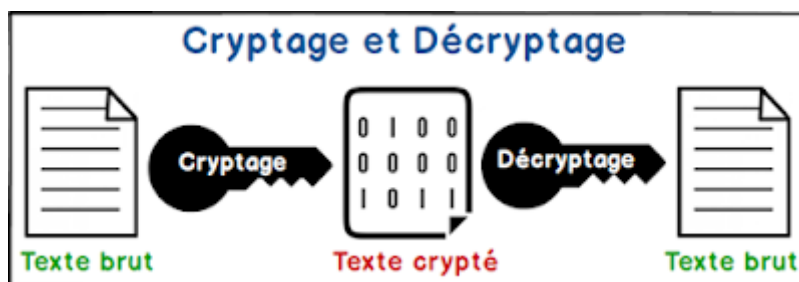 Cryptage et Décryptage
Cryptage
0 1 0 0
0 0 0 0
1 0 1 1
Décryptage
Texte brut
Texte crypté
Texte brut